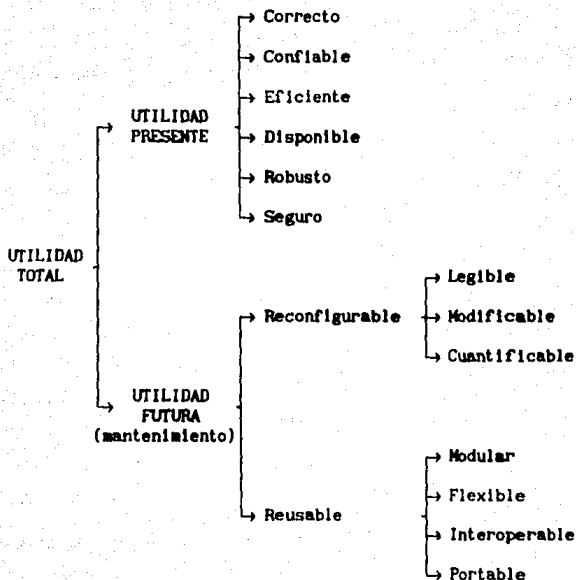 Correcto
Confiable
Eficiente
UTILIDAD
PRESENTE
Disponible
Robusto
Seguro
UTILIDAD
TOTAL
Legible
Reconfigurable
Modificable
Cuantificable
UTILIDAD
FUTURA
(mantenimiento)
Modular
Flexible
Reusable
Interoperable
Portable